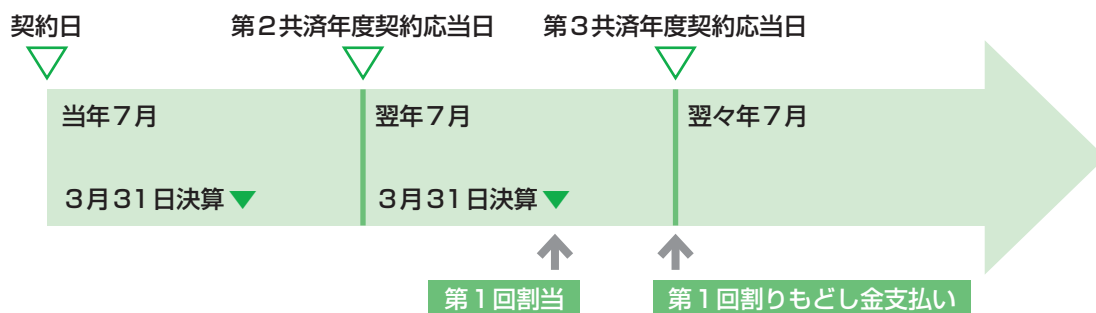 契約日 第2共済年度契約応当日 第3共済年度契約応当日
当年7月 翌年7月 翌々年7月
3月31日決算▼ 3月31日決算▼
第1回割当 第1回割りもどし金支払い